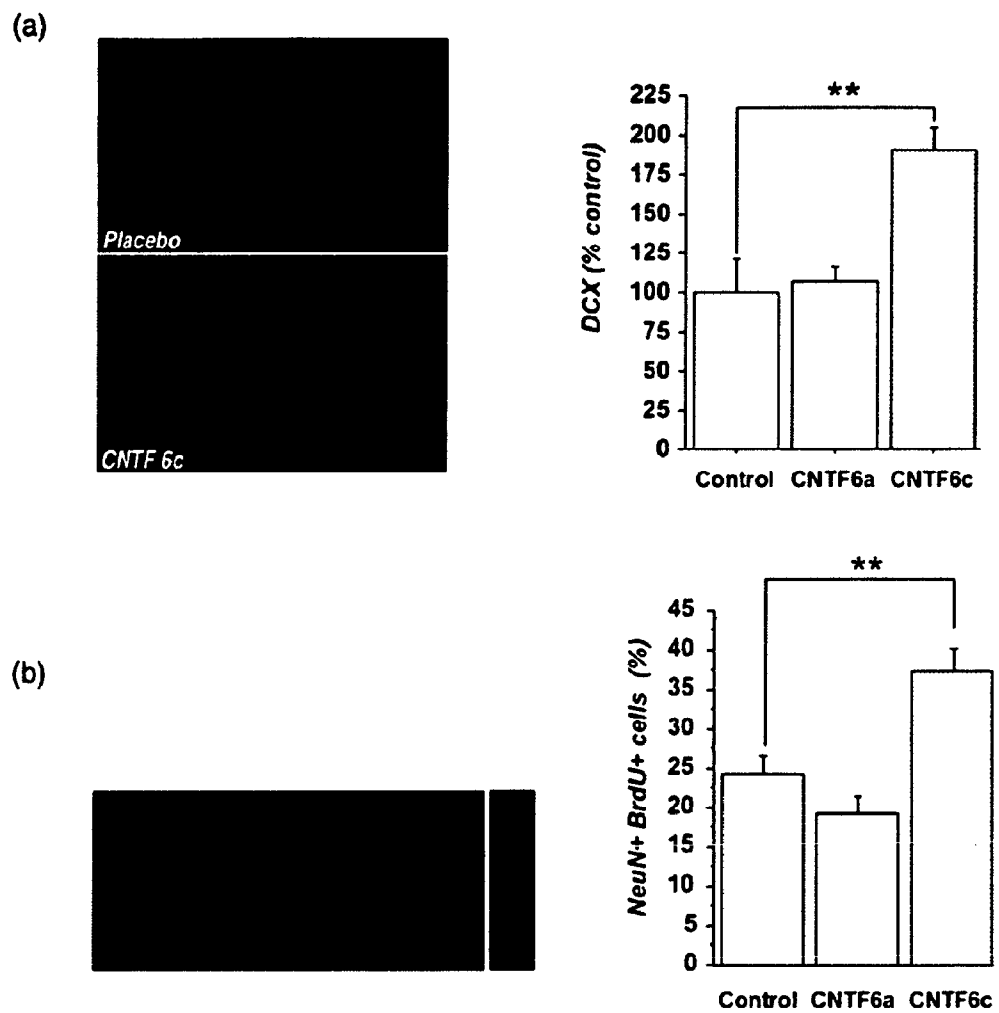 (a)
Placebo
CNTF 6c
**
DCX (% control)
225
200
175
150
125
100
75
50
25
0
Control CNTF6a CNTF6c
(b)
**
NeuN+ BrdU+ cells (%)
45
40
35
30
25
20
15
10
5
0
Control CNTF6a CNTF6c